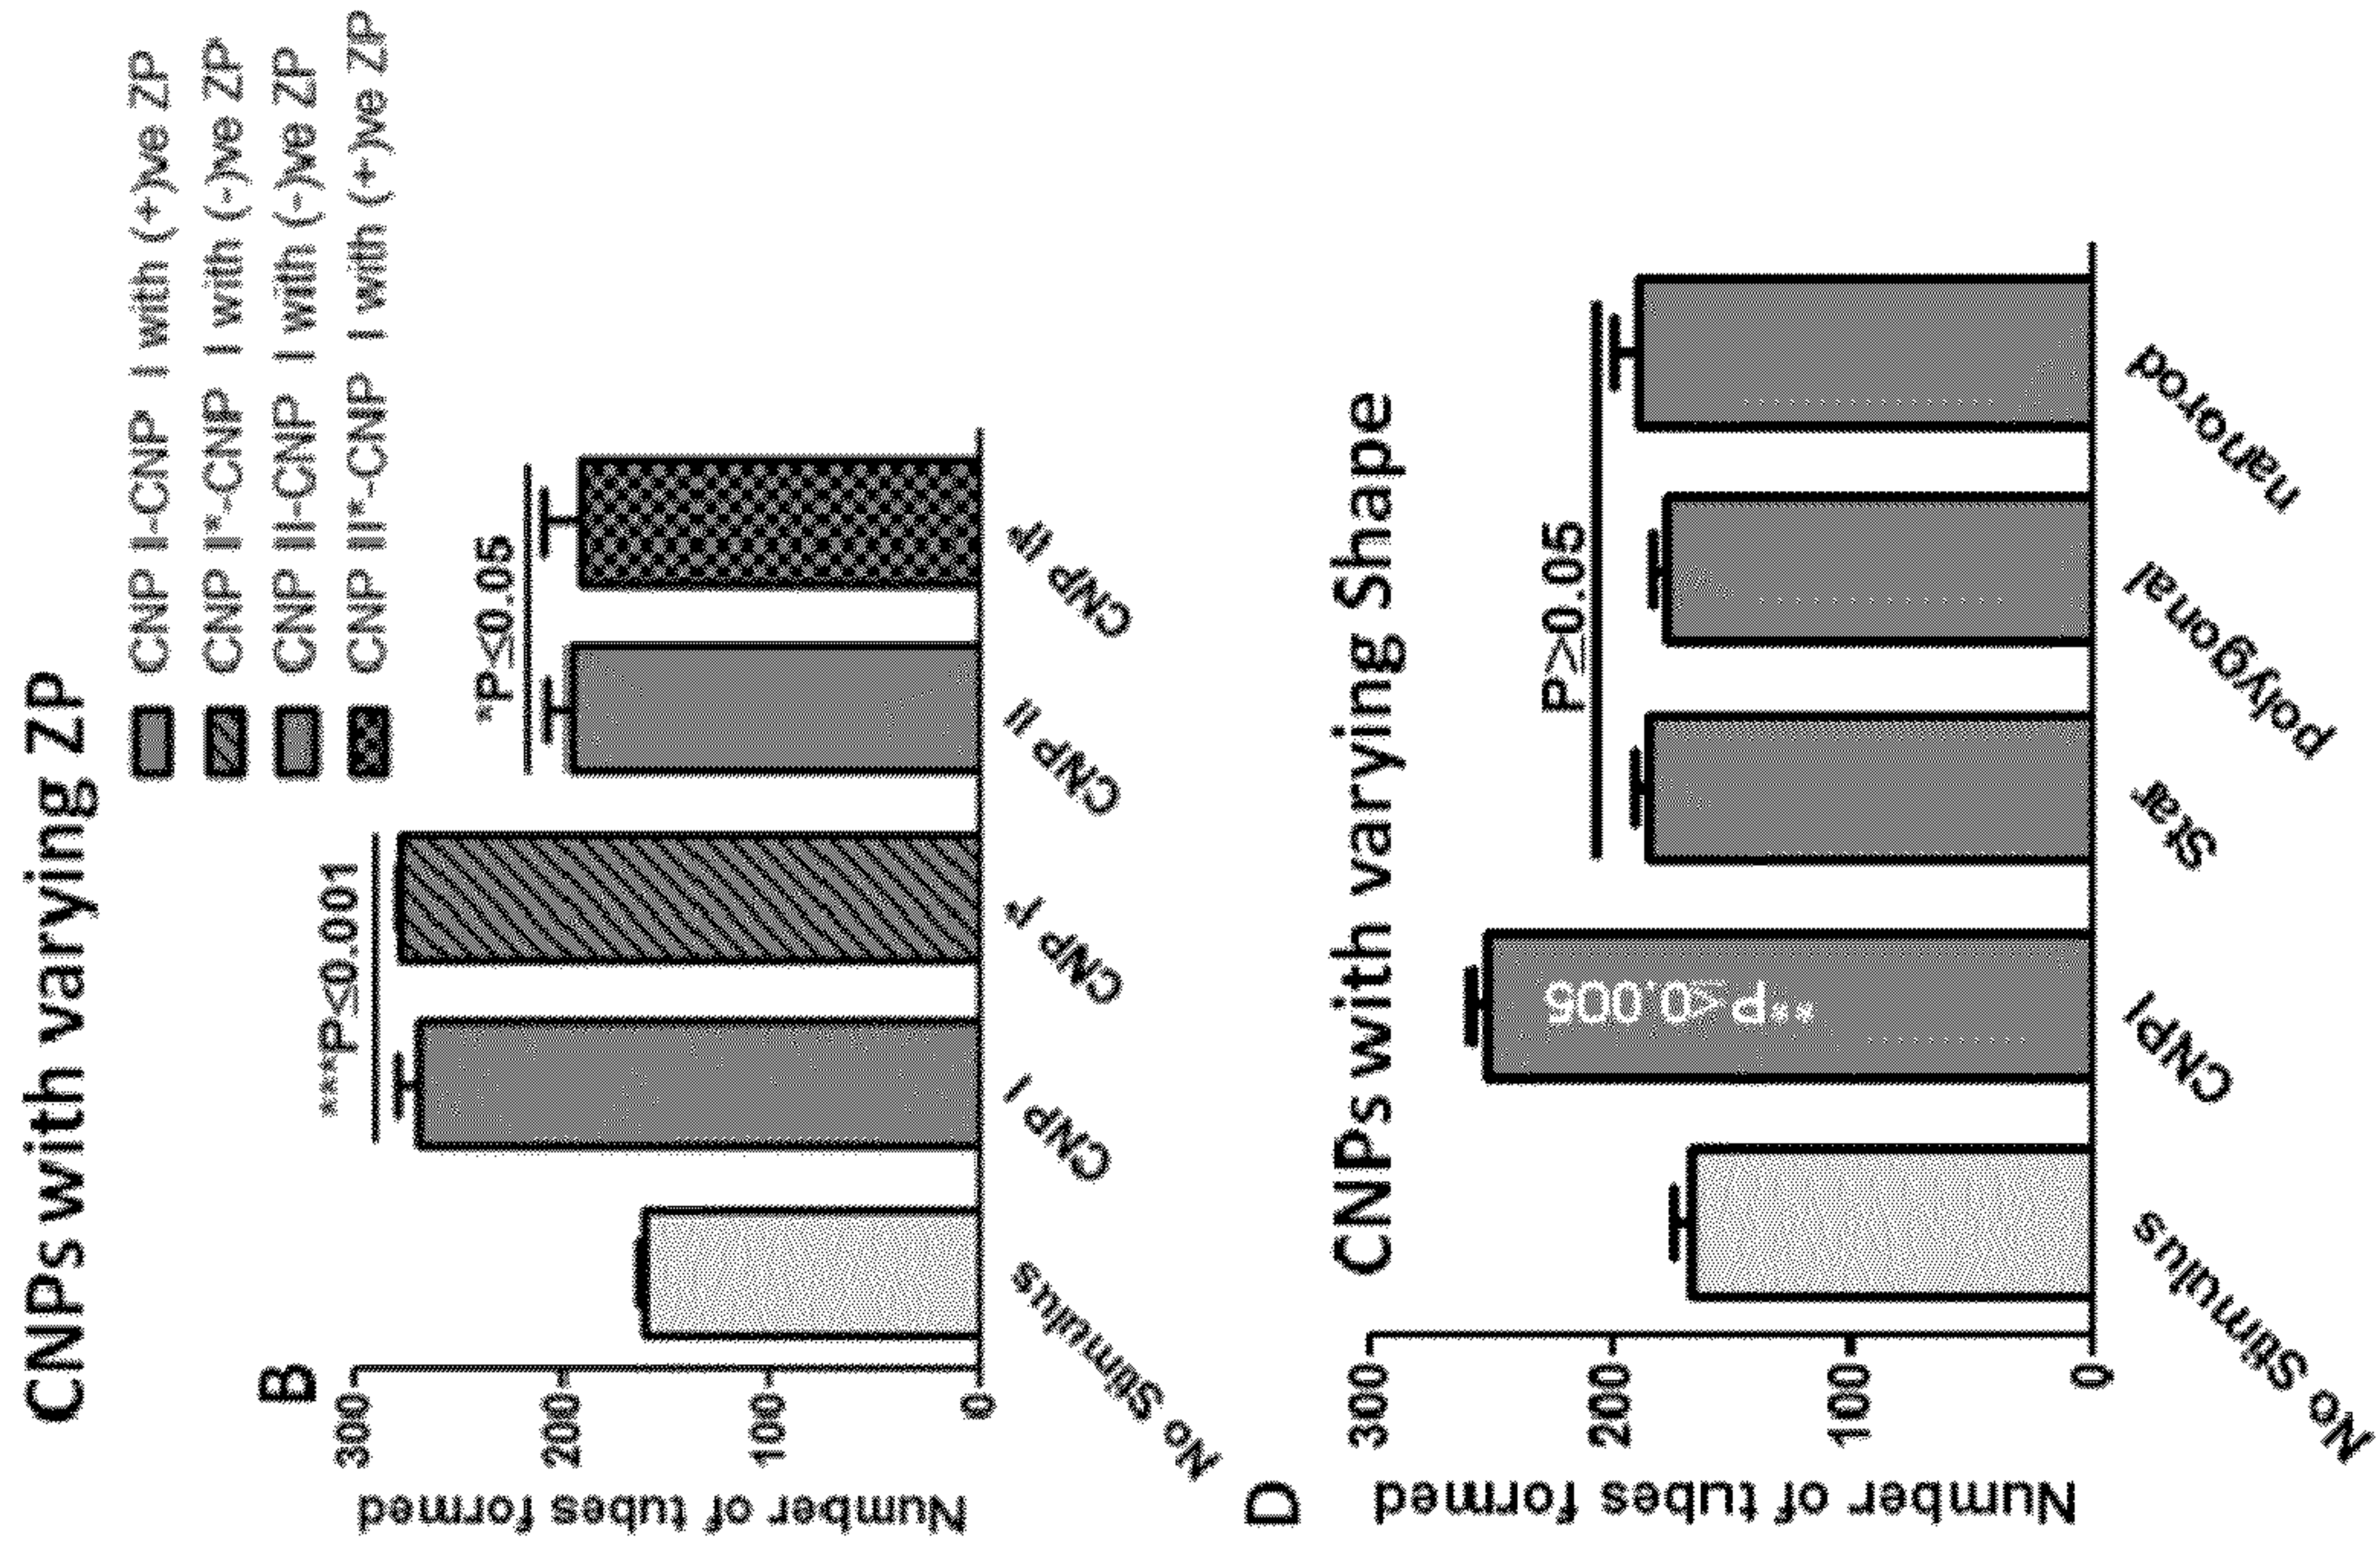 CNPs with varying ZP
CNP I-CNP I with (+)ve ZP
CNP I*-CNP I with (-)ve ZP
CNP II-CNP I with (-)ve ZP
CNP II*-CNP I with (+)ve ZP
B
Number of tubes formed
300
200
100
0
***P≤0.001
*P≤0.05
No Stimulus
CNP I
CNP I*
CNP II
CNP II*
D
CNPs with varying Shape
Number of tubes formed
300
200
100
0
**P≤0.005
P≥0.05
No Stimulus
CNPI
Star
polygonal
nanorod